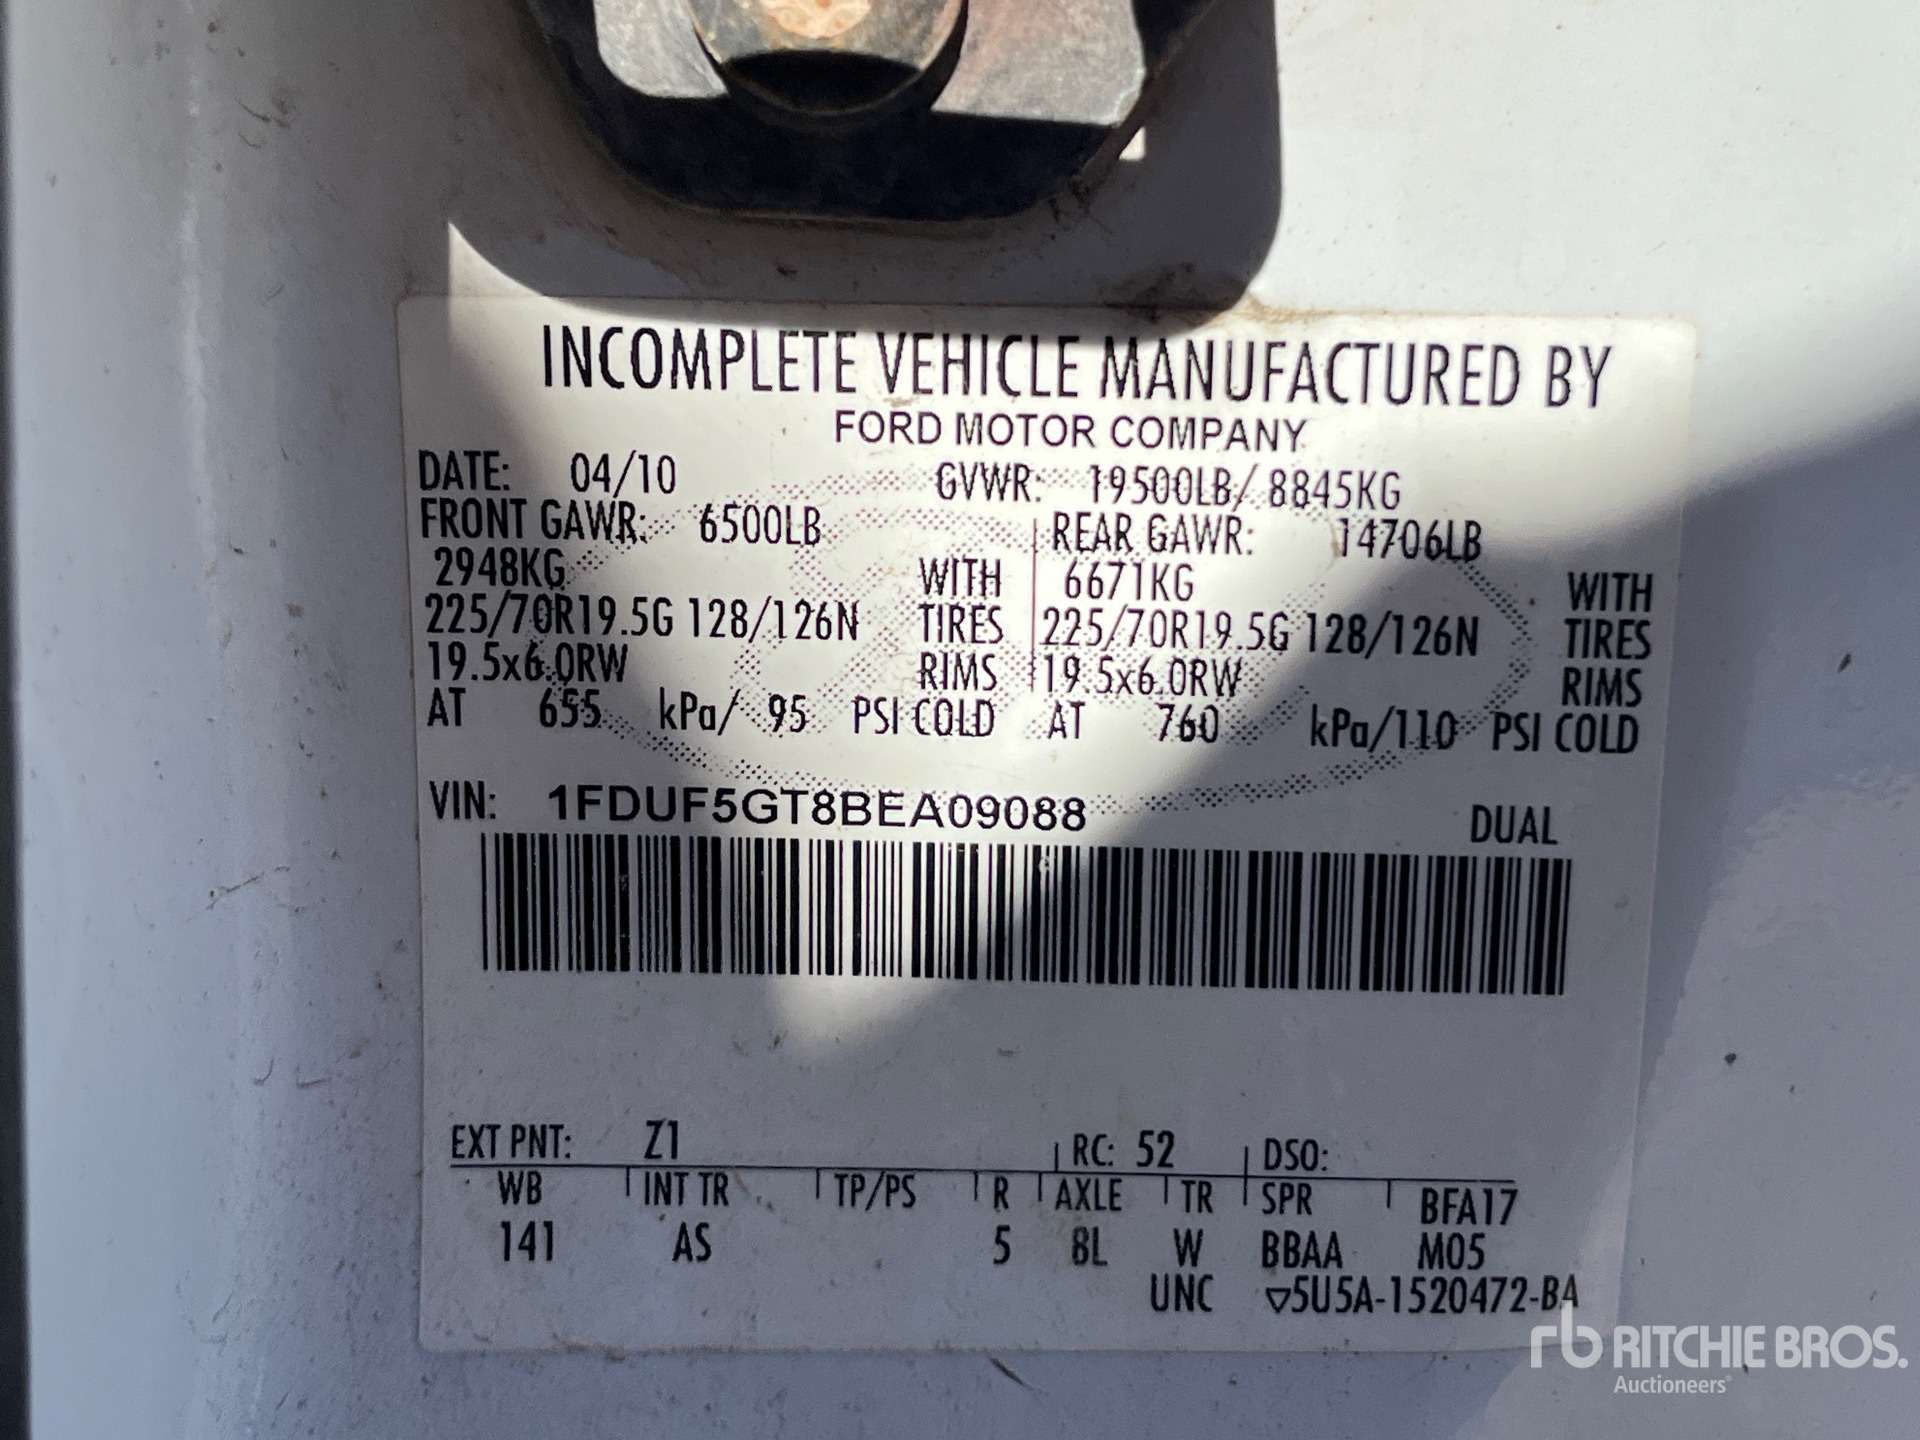 INCOMPLETE VEHICLE MANUFACTURED BY
FORD MOTOR COMPANY
DATE: 04/10 GVWR: 19500LB/ 8845KG
FRONT GAWR: 6500LB REAR GAWR: 14706LB
2948KG WITH 6671KG WITH
225/70R19.5G 128/126N TIRES 225/70R19.5G 128/126N TIRES
19.5x6.0RW RIMS 19.5x6.0RW RIMS
AT 655 kPa/ 95 PSI COLD AT 760 kPa/110 PSI COLD
VIN: 1FDUF5GT8BEA09088 DUAL
EXT PNT: Z1 RC: 52 DSO:
WB INT TR TP/PS R AXLE TR SPR BFA17
141 AS 5 8L W BBAA M05
UNC ▽5U5A-1520472-BA
rb RITCHIE BROS.
Auctioneers